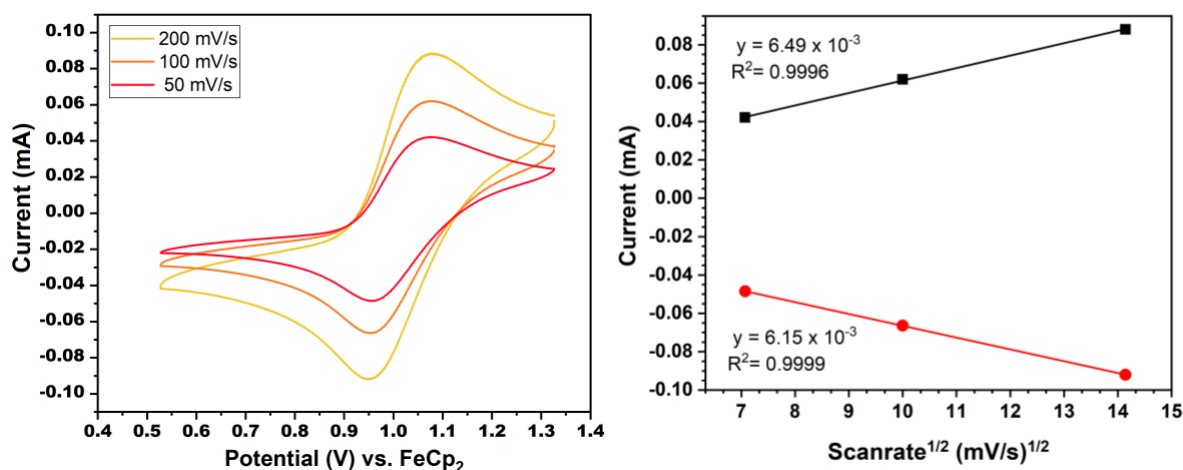 200 mV/s
100 mV/s
50 mV/s
0.10
0.08
0.06
0.04
0.02
0.00
-0.02
-0.04
-0.06
-0.08
-0.10
Current (mA)
0.4 0.5 0.6 0.7 0.8 0.9 1.0 1.1 1.2 1.3 1.4
Potential (V) vs. FeCp₂
y = 6.49 x 10⁻³
R²= 0.9996
y = 6.15 x 10⁻³
R²= 0.9999
0.08
0.06
0.04
0.02
0.00
-0.02
-0.04
-0.06
-0.08
-0.10
Current (mA)
7 8 9 10 11 12 13 14 15
Scanrate¹ᐟ² (mV/s)¹ᐟ²